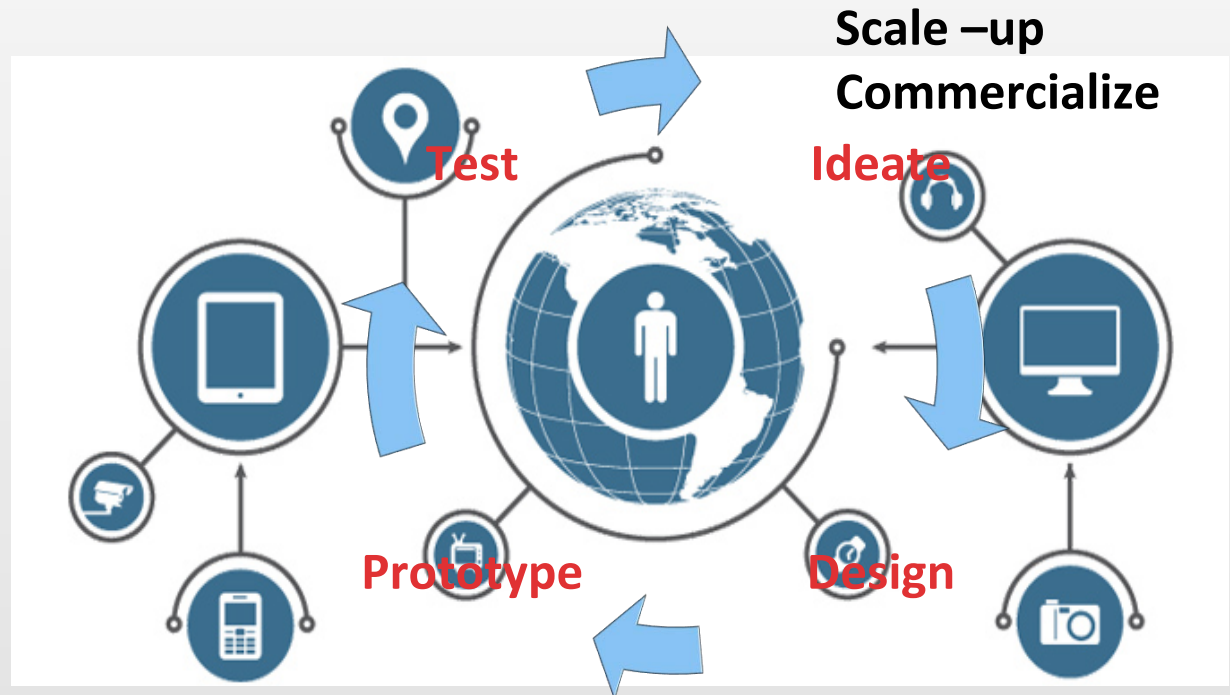 Scale –up
Commercialize
Test
Ideate
Prototype
Design